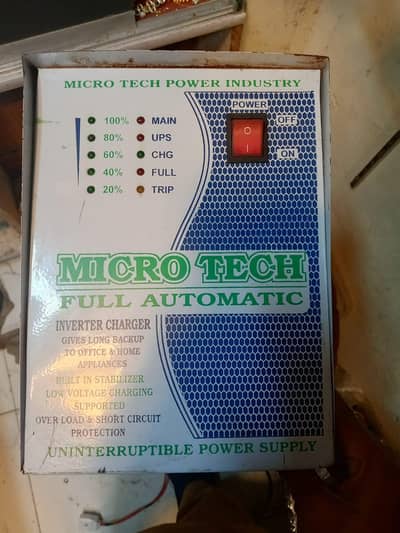 MICRO TECH POWER INDUSTRY
POWER
100% MAIN
O OFF
80% UPS
60% CHG
I ON
40% FULL
20% TRIP
MICRO TECH
FULL AUTOMATIC
INVERTER CHARGER
GIVES LONG BACKUP
TO OFFICE & HOME
APPLIANCES
BUILT IN STABILIZER
LOW VOLTAGE CHARGING
SUPPORTED
OVER LOAD & SHORT CIRCUIT
PROTECTION
UNINTERRUPTIBLE POWER SUPPLY